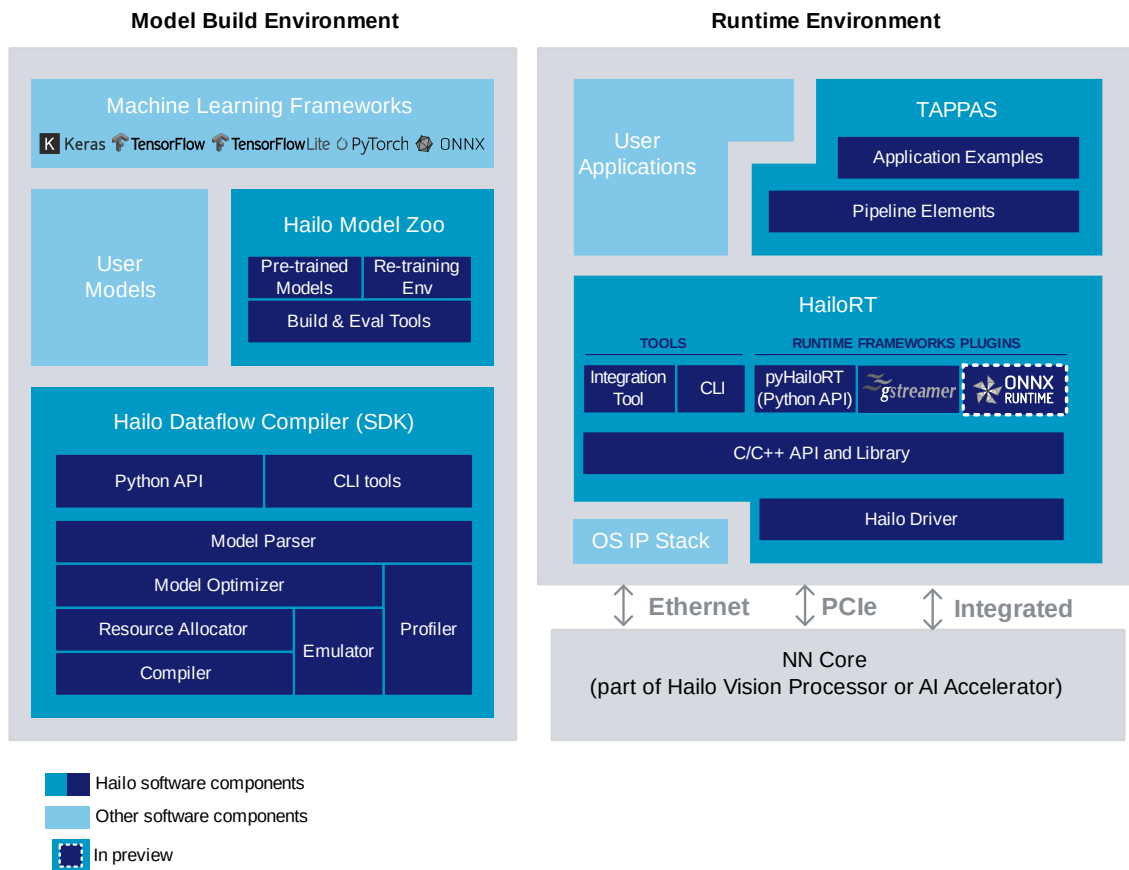 Model Build Environment
Machine Learning Frameworks
K Keras TensorFlow TensorFlow Lite PyTorch ONNX
User
Models
Hailo Model Zoo
Pre-trained
Models
Re-training
Env
Build & Eval Tools
Hailo Dataflow Compiler (SDK)
Python API
CLI tools
Model Parser
Model Optimizer
Resource Allocator
Compiler
Emulator
Profiler
Runtime Environment
User
Applications
TAPPAS
Application Examples
Pipeline Elements
HailoRT
TOOLS
RUNTIME FRAMEWORKS PLUGINS
Integration
Tool
CLI
pyHailoRT
(Python API)
gstreamer
ONNX
RUNTIME
C/C++ API and Library
Hailo Driver
OS IP Stack
Ethernet
PCIe
Integrated
NN Core
(part of Hailo Vision Processor or AI Accelerator)
Hailo software components
Other software components
In preview